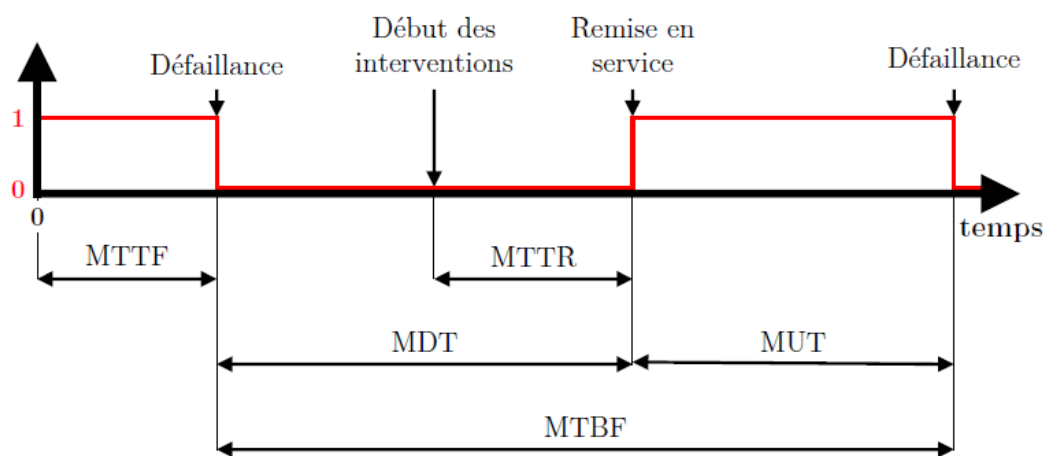 Début des
interventions
Remise en
service
Défaillance
Défaillance
1
0
0
temps
MTTF
MTTR
MDT
MUT
MTBF